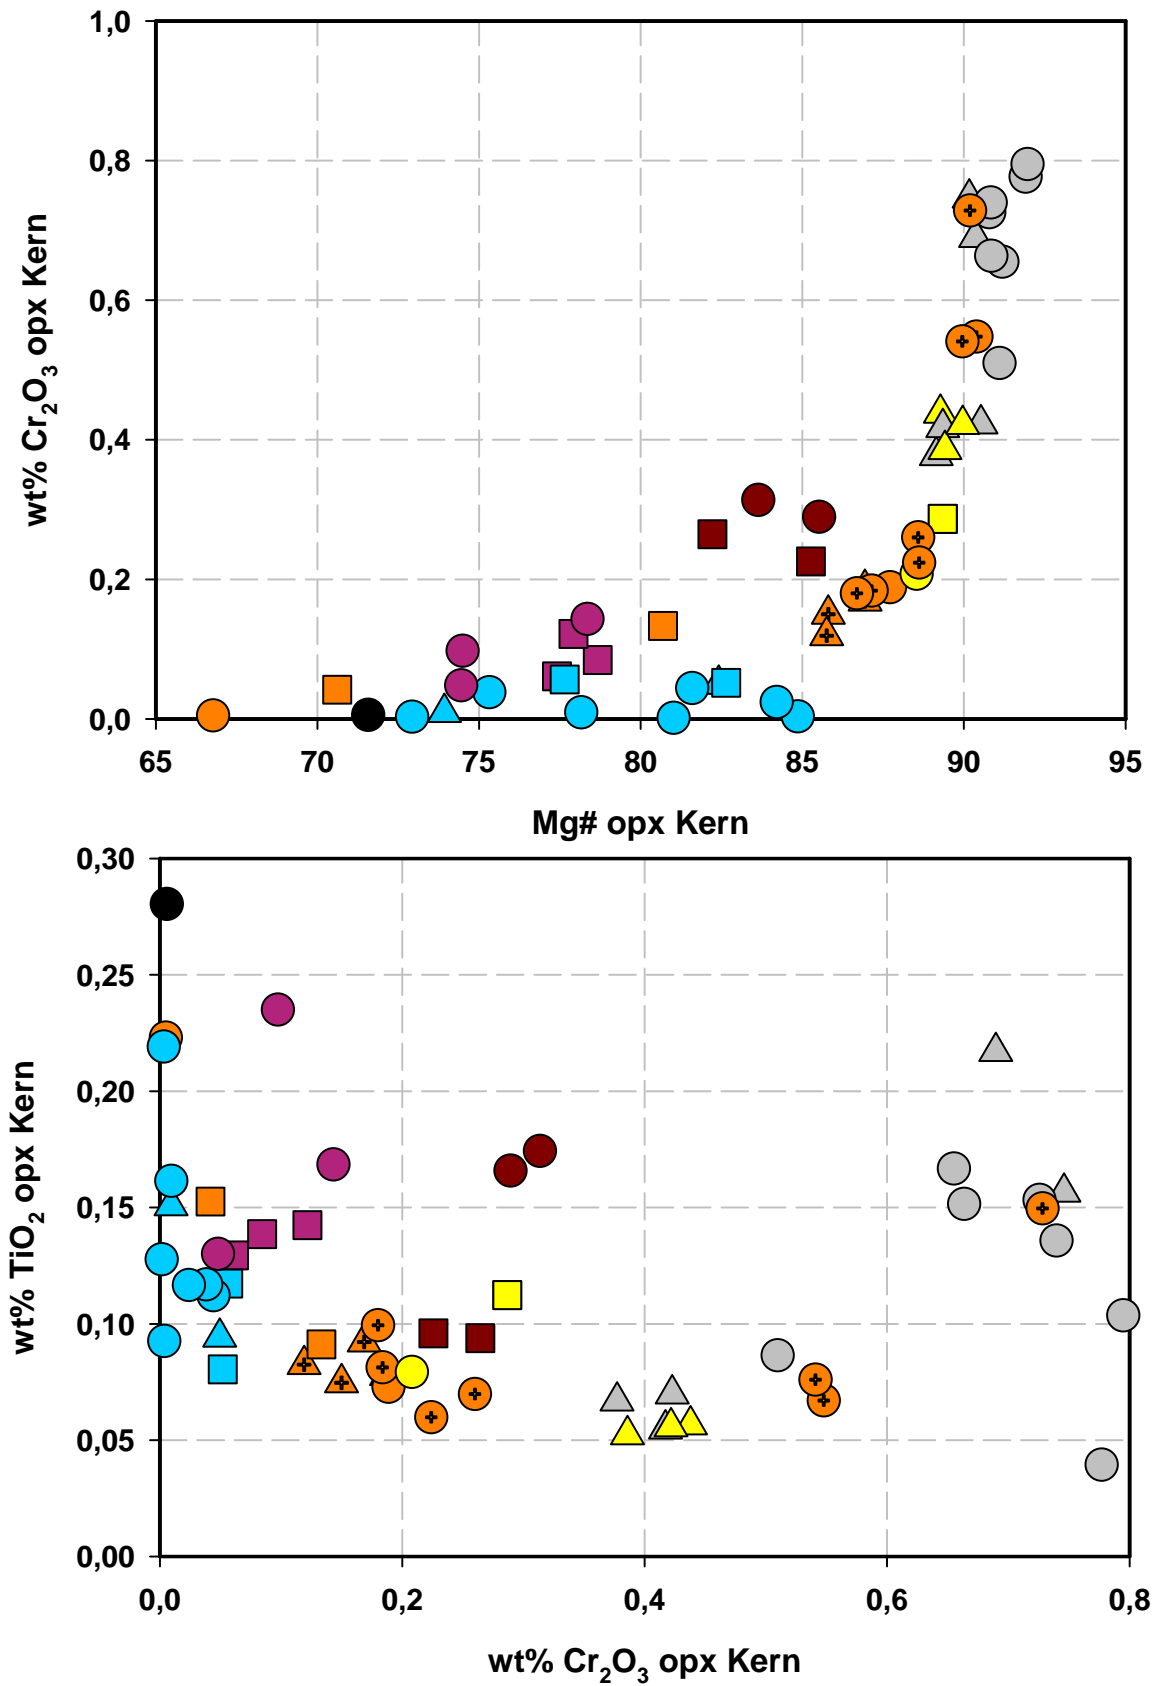 1,0
0,8
0,6
0,4
0,2
0,0
wt% Cr₂O₃ opx Kern
65 70 75 80 85 90 95
Mg# opx Kern
0,30
0,25
0,20
0,15
0,10
0,05
0,00
wt% TiO₂ opx Kern
0,0 0,2 0,4 0,6 0,8
wt% Cr₂O₃ opx Kern